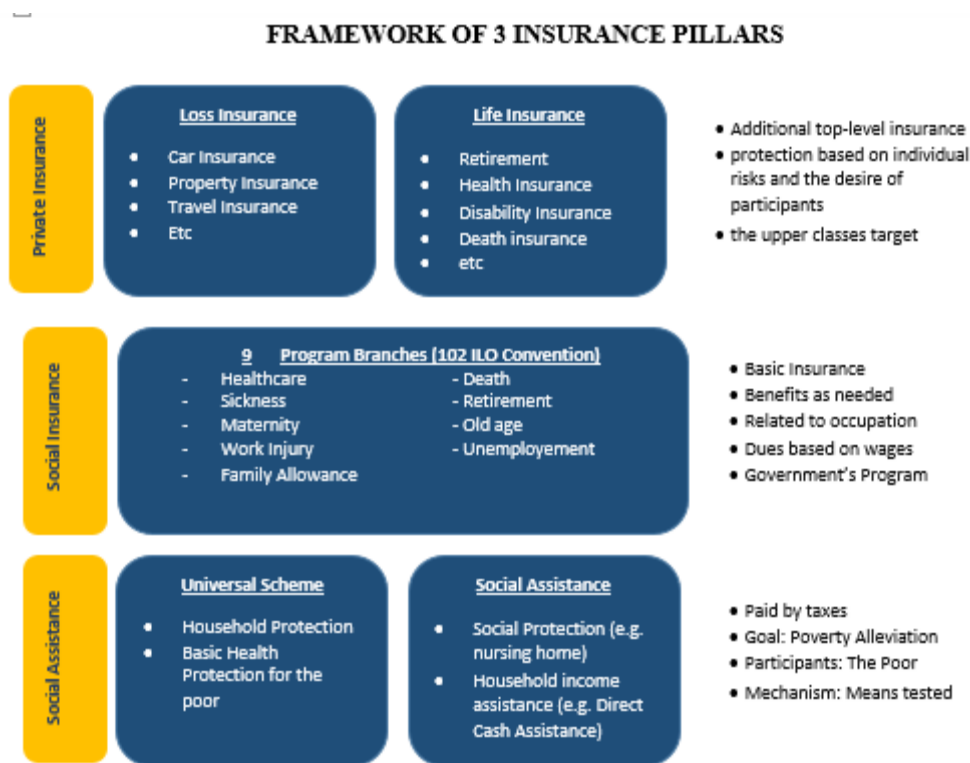 FRAMEWORK OF 3 INSURANCE PILLARS
Private Insurance
Loss Insurance
• Car Insurance
• Property Insurance
• Travel Insurance
• Etc
Life Insurance
• Retirement
• Health Insurance
• Disability Insurance
• Death insurance
• etc
• Additional top-level insurance
• protection based on individual
risks and the desire of
participants
• the upper classes target
Social Insurance
9 Program Branches (102 ILO Convention)
- Healthcare
- Sickness
- Maternity
- Work Injury
- Family Allowance
- Death
- Retirement
- Old age
- Unemployement
• Basic Insurance
• Benefits as needed
• Related to occupation
• Dues based on wages
• Government's Program
Social Assistance
Universal Scheme
• Household Protection
• Basic Health
Protection for the
poor
Social Assistance
• Social Protection (e.g.
nursing home)
• Household income
assistance (e.g. Direct
Cash Assistance)
• Paid by taxes
• Goal: Poverty Alleviation
• Participants: The Poor
• Mechanism: Means tested